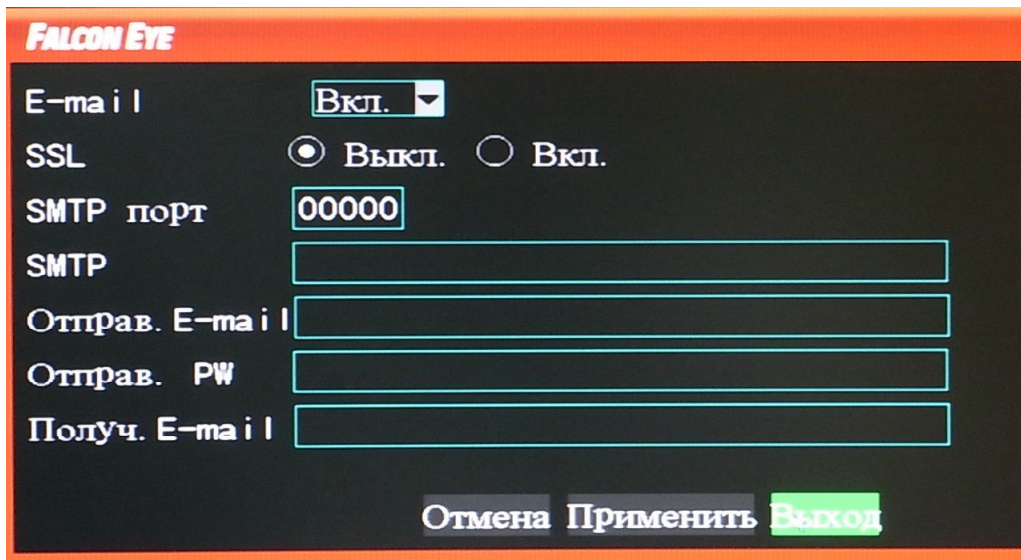 FALCON EYE
E-mail Вкл.
SSL Выкл. Вкл.
SMTP порт 00000
SMTP
Отправ. E-mail
Отправ. PW
Получ. E-mail
Отмена Применить Выход